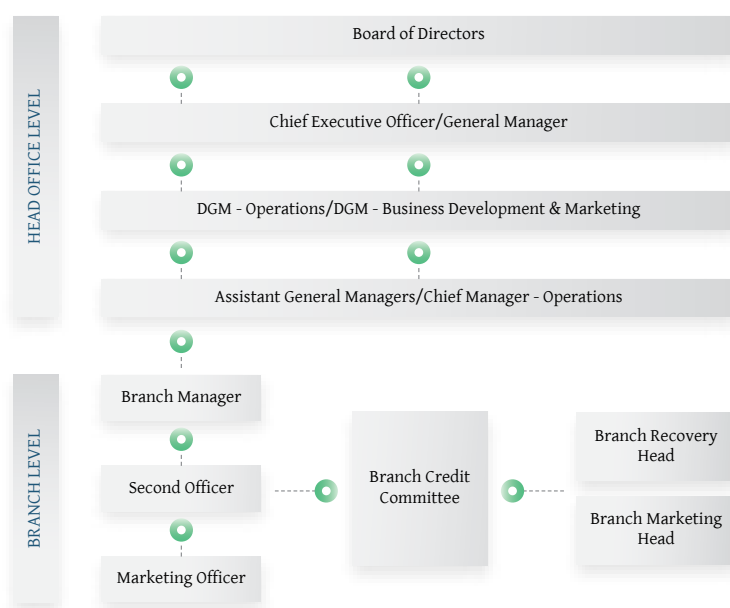 HEAD OFFICE LEVEL
Board of Directors
Chief Executive Officer/General Manager
DGM - Operations/DGM - Business Development & Marketing
Assistant General Managers/Chief Manager - Operations
BRANCH LEVEL
Branch Manager
Second Officer
Marketing Officer
Branch Credit
Committee
Branch Recovery
Head
Branch Marketing
Head